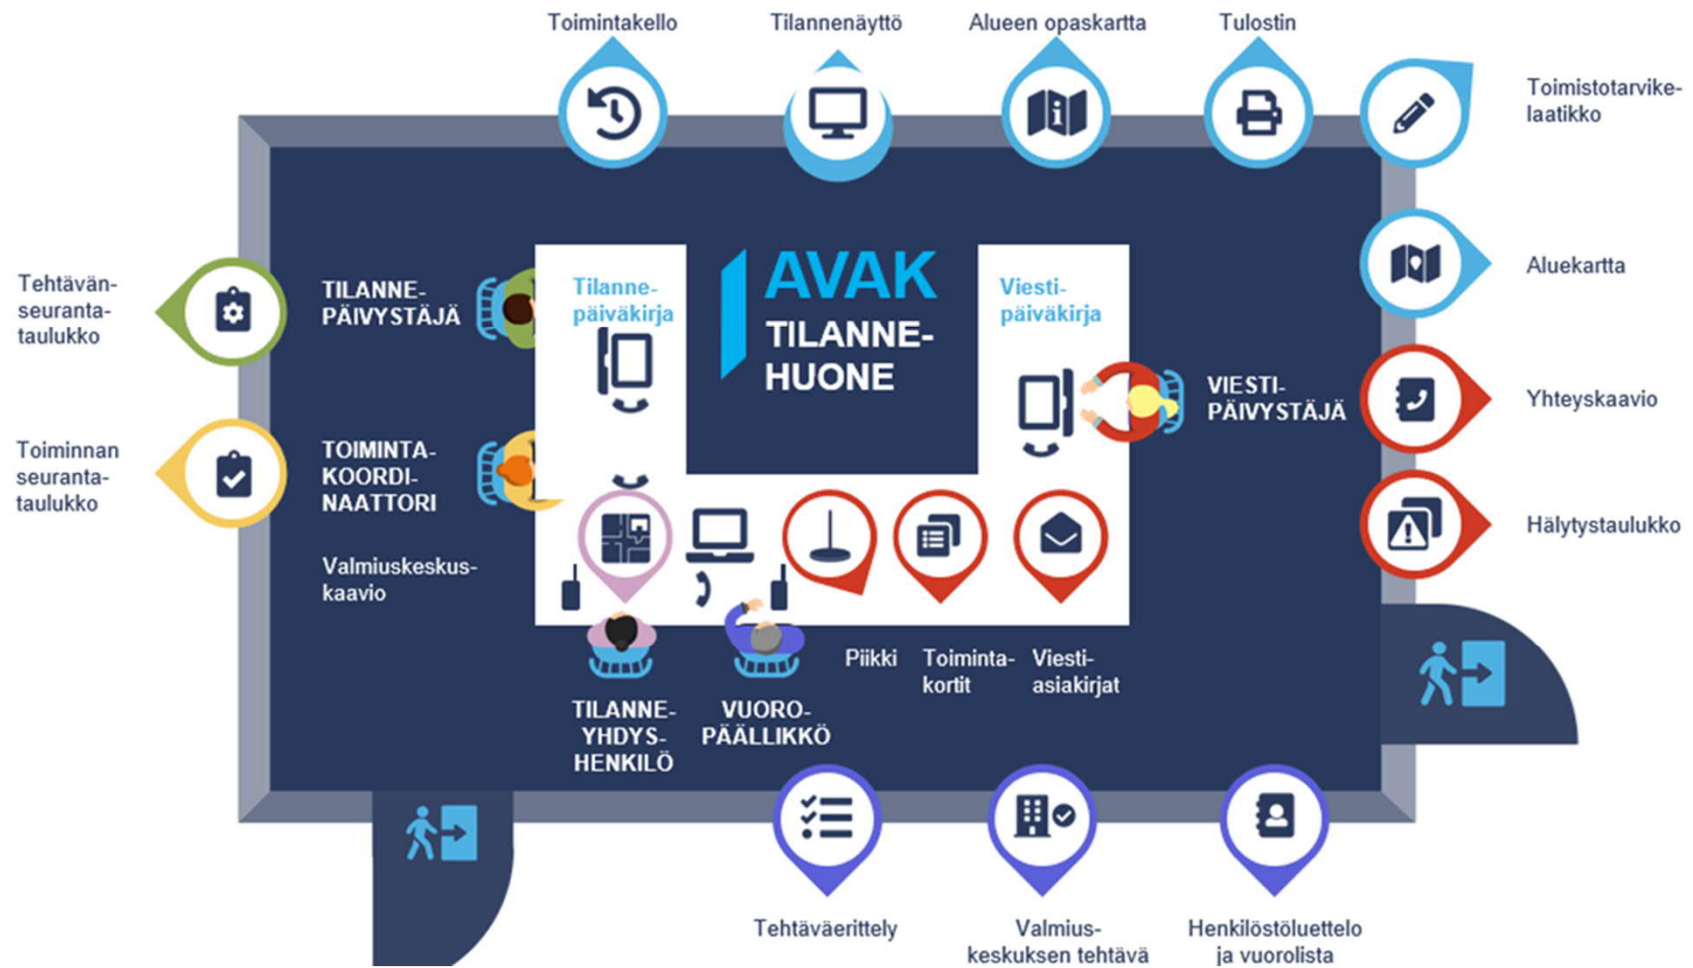 Toimintakello
Tilannenäyttö
Alueen opaskartta
Tulostin
Toimistotarvike-
laatikko
Aluekartta
Yhteyskaavio
Hälytystaulukko
Tehtävän-
seuranta-
taulukko
Toiminnan
seuranta-
taulukko
TILANNE-
PÄIVYSTÄJÄ
TOIMINTA-
KOORDI-
NAATTORI
Valmiuskeskus-
kaavio
Tilanne-
päiväkirja
AVAK
TILANNE-
HUONE
Viesti-
päiväkirja
VIESTI-
PÄIVYSTÄJÄ
Piikki
Toiminta-
kortit
Viesti-
asiakirjat
TILANNE-
YHDYS-
HENKILÖ
VUORO-
PÄÄLLIKKÖ
Tehtäväerittely
Valmius-
keskuksen tehtävä
Henkilöstöluettelo
ja vuorolista